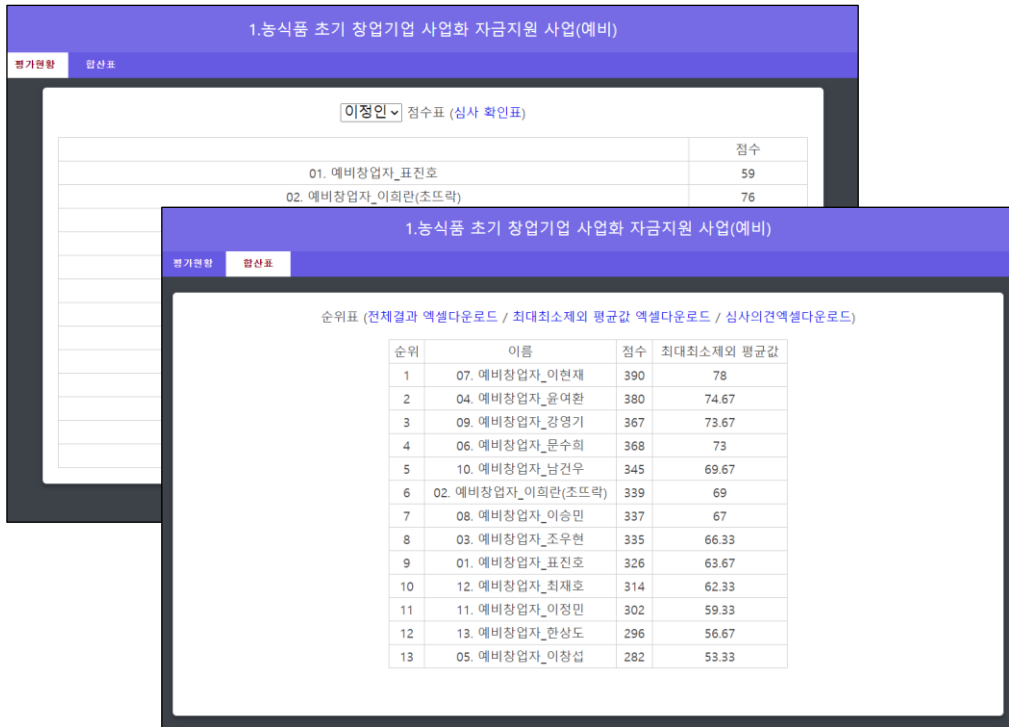 1.농식품 초기 창업기업 사업화 자금지원 사업(예비)
평가현황 합산표
이정인 점수표 (심사 확인표)
점수
01. 예비창업자_표진호 59
02. 예비창업자_이희란(초뜨락) 76
1.농식품 초기 창업기업 사업화 자금지원 사업(예비)
평가현황 합산표
순위표 (전체결과 엑셀다운로드 / 최대최소제외 평균값 엑셀다운로드 / 심사의견엑셀다운로드)
순위 이름 점수 최대최소제외 평균값
1 07. 예비창업자_이현재 390 78
2 04. 예비창업자_윤여환 380 74.67
3 09. 예비창업자_강영기 367 73.67
4 06. 예비창업자_문수희 368 73
5 10. 예비창업자_남건우 345 69.67
6 02. 예비창업자_이희란(초뜨락) 339 69
7 08. 예비창업자_이승민 337 67
8 03. 예비창업자_조우현 335 66.33
9 01. 예비창업자_표진호 326 63.67
10 12. 예비창업자_최재호 314 62.33
11 11. 예비창업자_이정민 302 59.33
12 13. 예비창업자_한상도 296 56.67
13 05. 예비창업자_이창섭 282 53.33